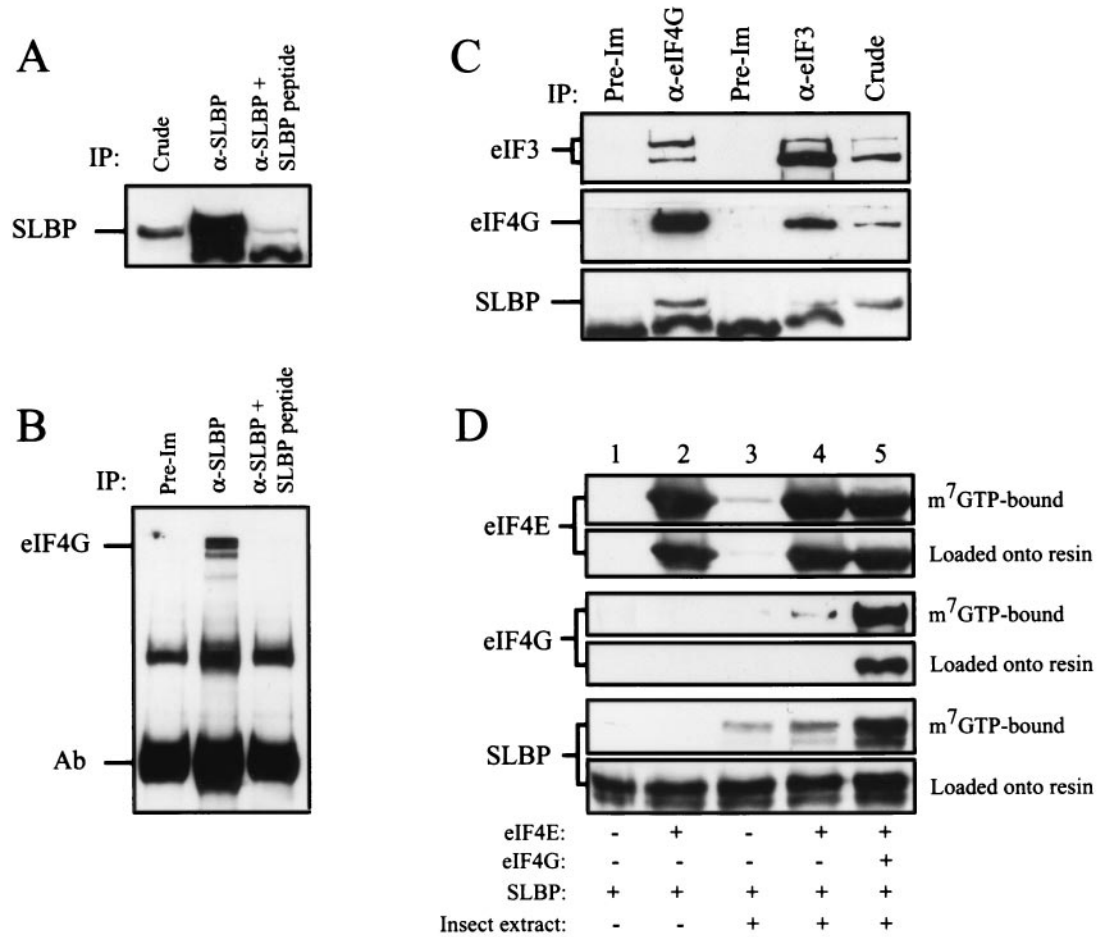 A
IP:
Crude
α-SLBP
α-SLBP +
SLBP peptide
SLBP
B
IP:
Pre-Im
α-SLBP
α-SLBP +
SLBP peptide
eIF4G
Ab
C
IP:
Pre-Im
α-eIF4G
Pre-Im
α-eIF3
Crude
eIF3
eIF4G
SLBP
D
1 2 3 4 5
eIF4E
m⁷GTP-bound
Loaded onto resin
eIF4G
m⁷GTP-bound
Loaded onto resin
SLBP
m⁷GTP-bound
Loaded onto resin
eIF4E: - + - + +
eIF4G: - - - - +
SLBP: + + + + +
Insect extract: - - + + +